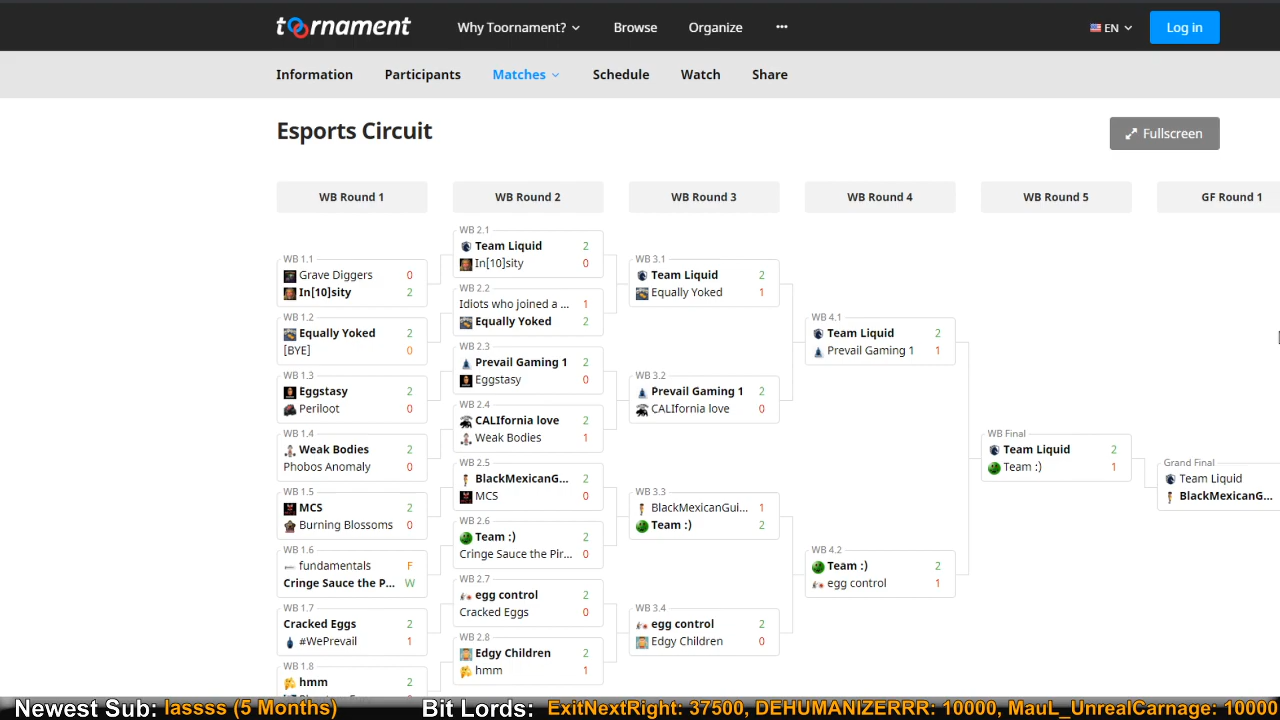 toornament Why Toornament? Browse Organize ••• EN Log in
Information Participants Matches Schedule Watch Share
Esports Circuit
Fullscreen
WB Round 1 WB Round 2 WB Round 3 WB Round 4 WB Round 5 GF Round 1
WB 1.1
Grave Diggers 0
In[10]sity 2
WB 1.2
Equally Yoked 2
[BYE] 0
WB 1.3
Eggstasy 2
Periloot 0
WB 1.4
Weak Bodies 2
Phobos Anomaly 0
WB 1.5
MCS 2
Burning Blossoms 0
WB 1.6
fundamentals F
Cringe Sauce the P... W
WB 1.7
Cracked Eggs 2
#WePrevail 1
WB 1.8
hmm 2
WB 2.1
Team Liquid 2
In[10]sity 0
WB 2.2
Idiots who joined a ... 1
Equally Yoked 2
WB 2.3
Prevail Gaming 1 2
Eggstasy 0
WB 2.4
CALIfornia love 2
Weak Bodies 1
WB 2.5
BlackMexicanG... 2
MCS 0
WB 2.6
Team :) 2
Cringe Sauce the Pir... 0
WB 2.7
egg control 2
Cracked Eggs 0
WB 2.8
Edgy Children 2
hmm 1
WB 3.1
Team Liquid 2
Equally Yoked 1
WB 3.2
Prevail Gaming 1 2
CALIfornia love 0
WB 3.3
BlackMexicanGui... 1
Team :) 2
WB 3.4
egg control 2
Edgy Children 0
WB 4.1
Team Liquid 2
Prevail Gaming 1 1
WB 4.2
Team :) 2
egg control 1
WB Final
Team Liquid 2
Team :) 1
Grand Final
Team Liquid
BlackMexicanG...
Newest Sub: lassss (5 Months) Bit Lords: ExitNextRight: 37500, DEHUMANIZERRR: 10000, MauL_UnrealCarnage: 10000